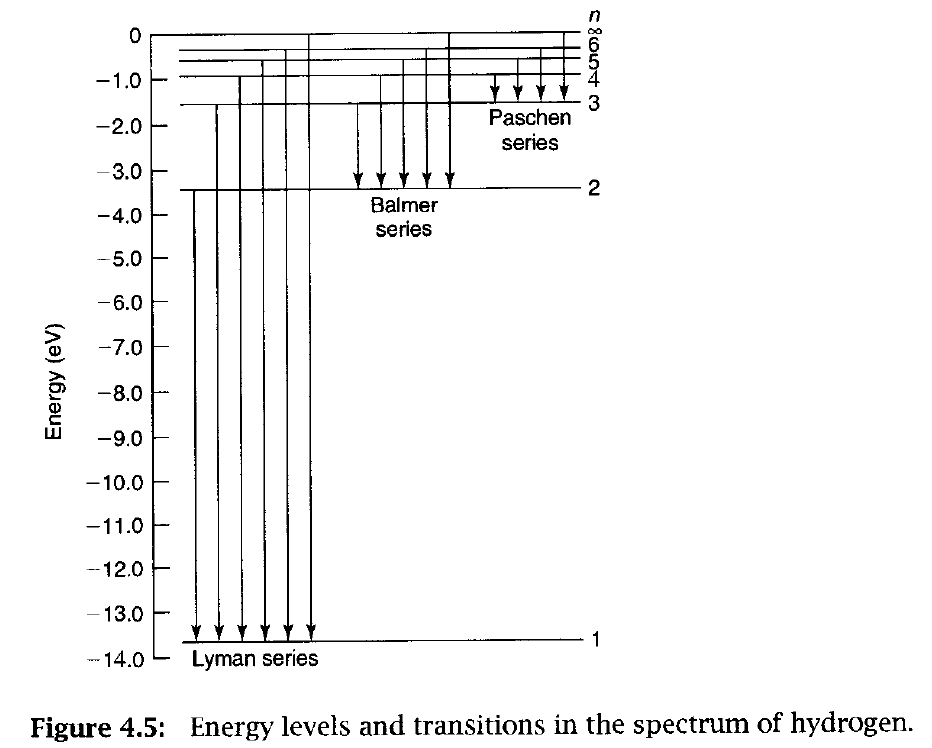 n
0
∞
6
5
−1.0
4
3
Paschen
series
−2.0
−3.0
2
Balmer
series
−4.0
−5.0
−6.0
Energy (eV)
−7.0
−8.0
−9.0
−10.0
−11.0
−12.0
−13.0
1
−14.0
Lyman series
Figure 4.5: Energy levels and transitions in the spectrum of hydrogen.